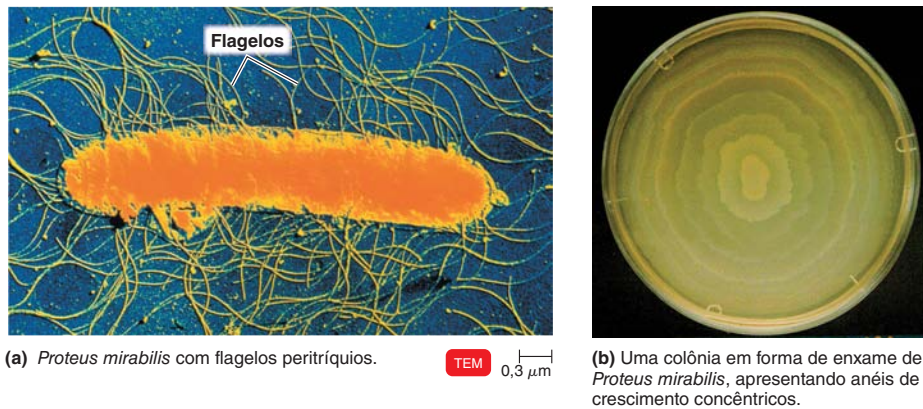 Flagelos
(a) Proteus mirabilis com flagelos peritríquios.
TEM
0,3 μm
(b) Uma colônia em forma de enxame de
Proteus mirabilis, apresentando anéis de
crescimento concêntricos.